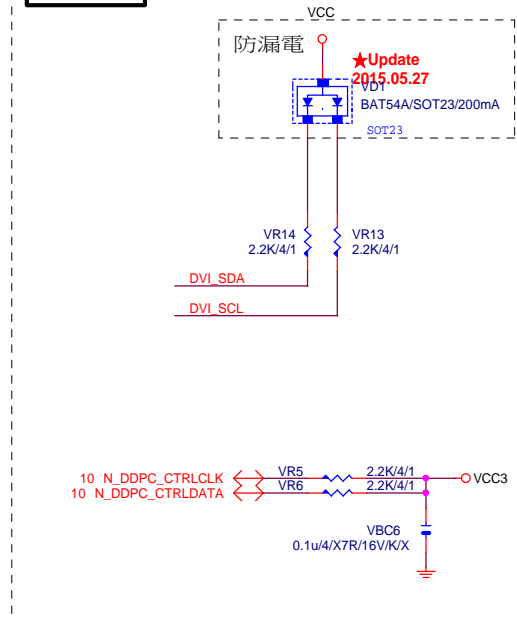 VCC
防漏電
★Update
2015.05.27
VD1
BAT54A/SOT23/200mA
SOT23
VR14
2.2K/4/1
VR13
2.2K/4/1
DVI_SDA
DVI_SCL
10 N_DDPC_CTRLCLK
VR5
2.2K/4/1
VCC3
10 N_DDPC_CTRLDATA
VR6
2.2K/4/1
VBC6
0.1u/4/X7R/16V/K/X